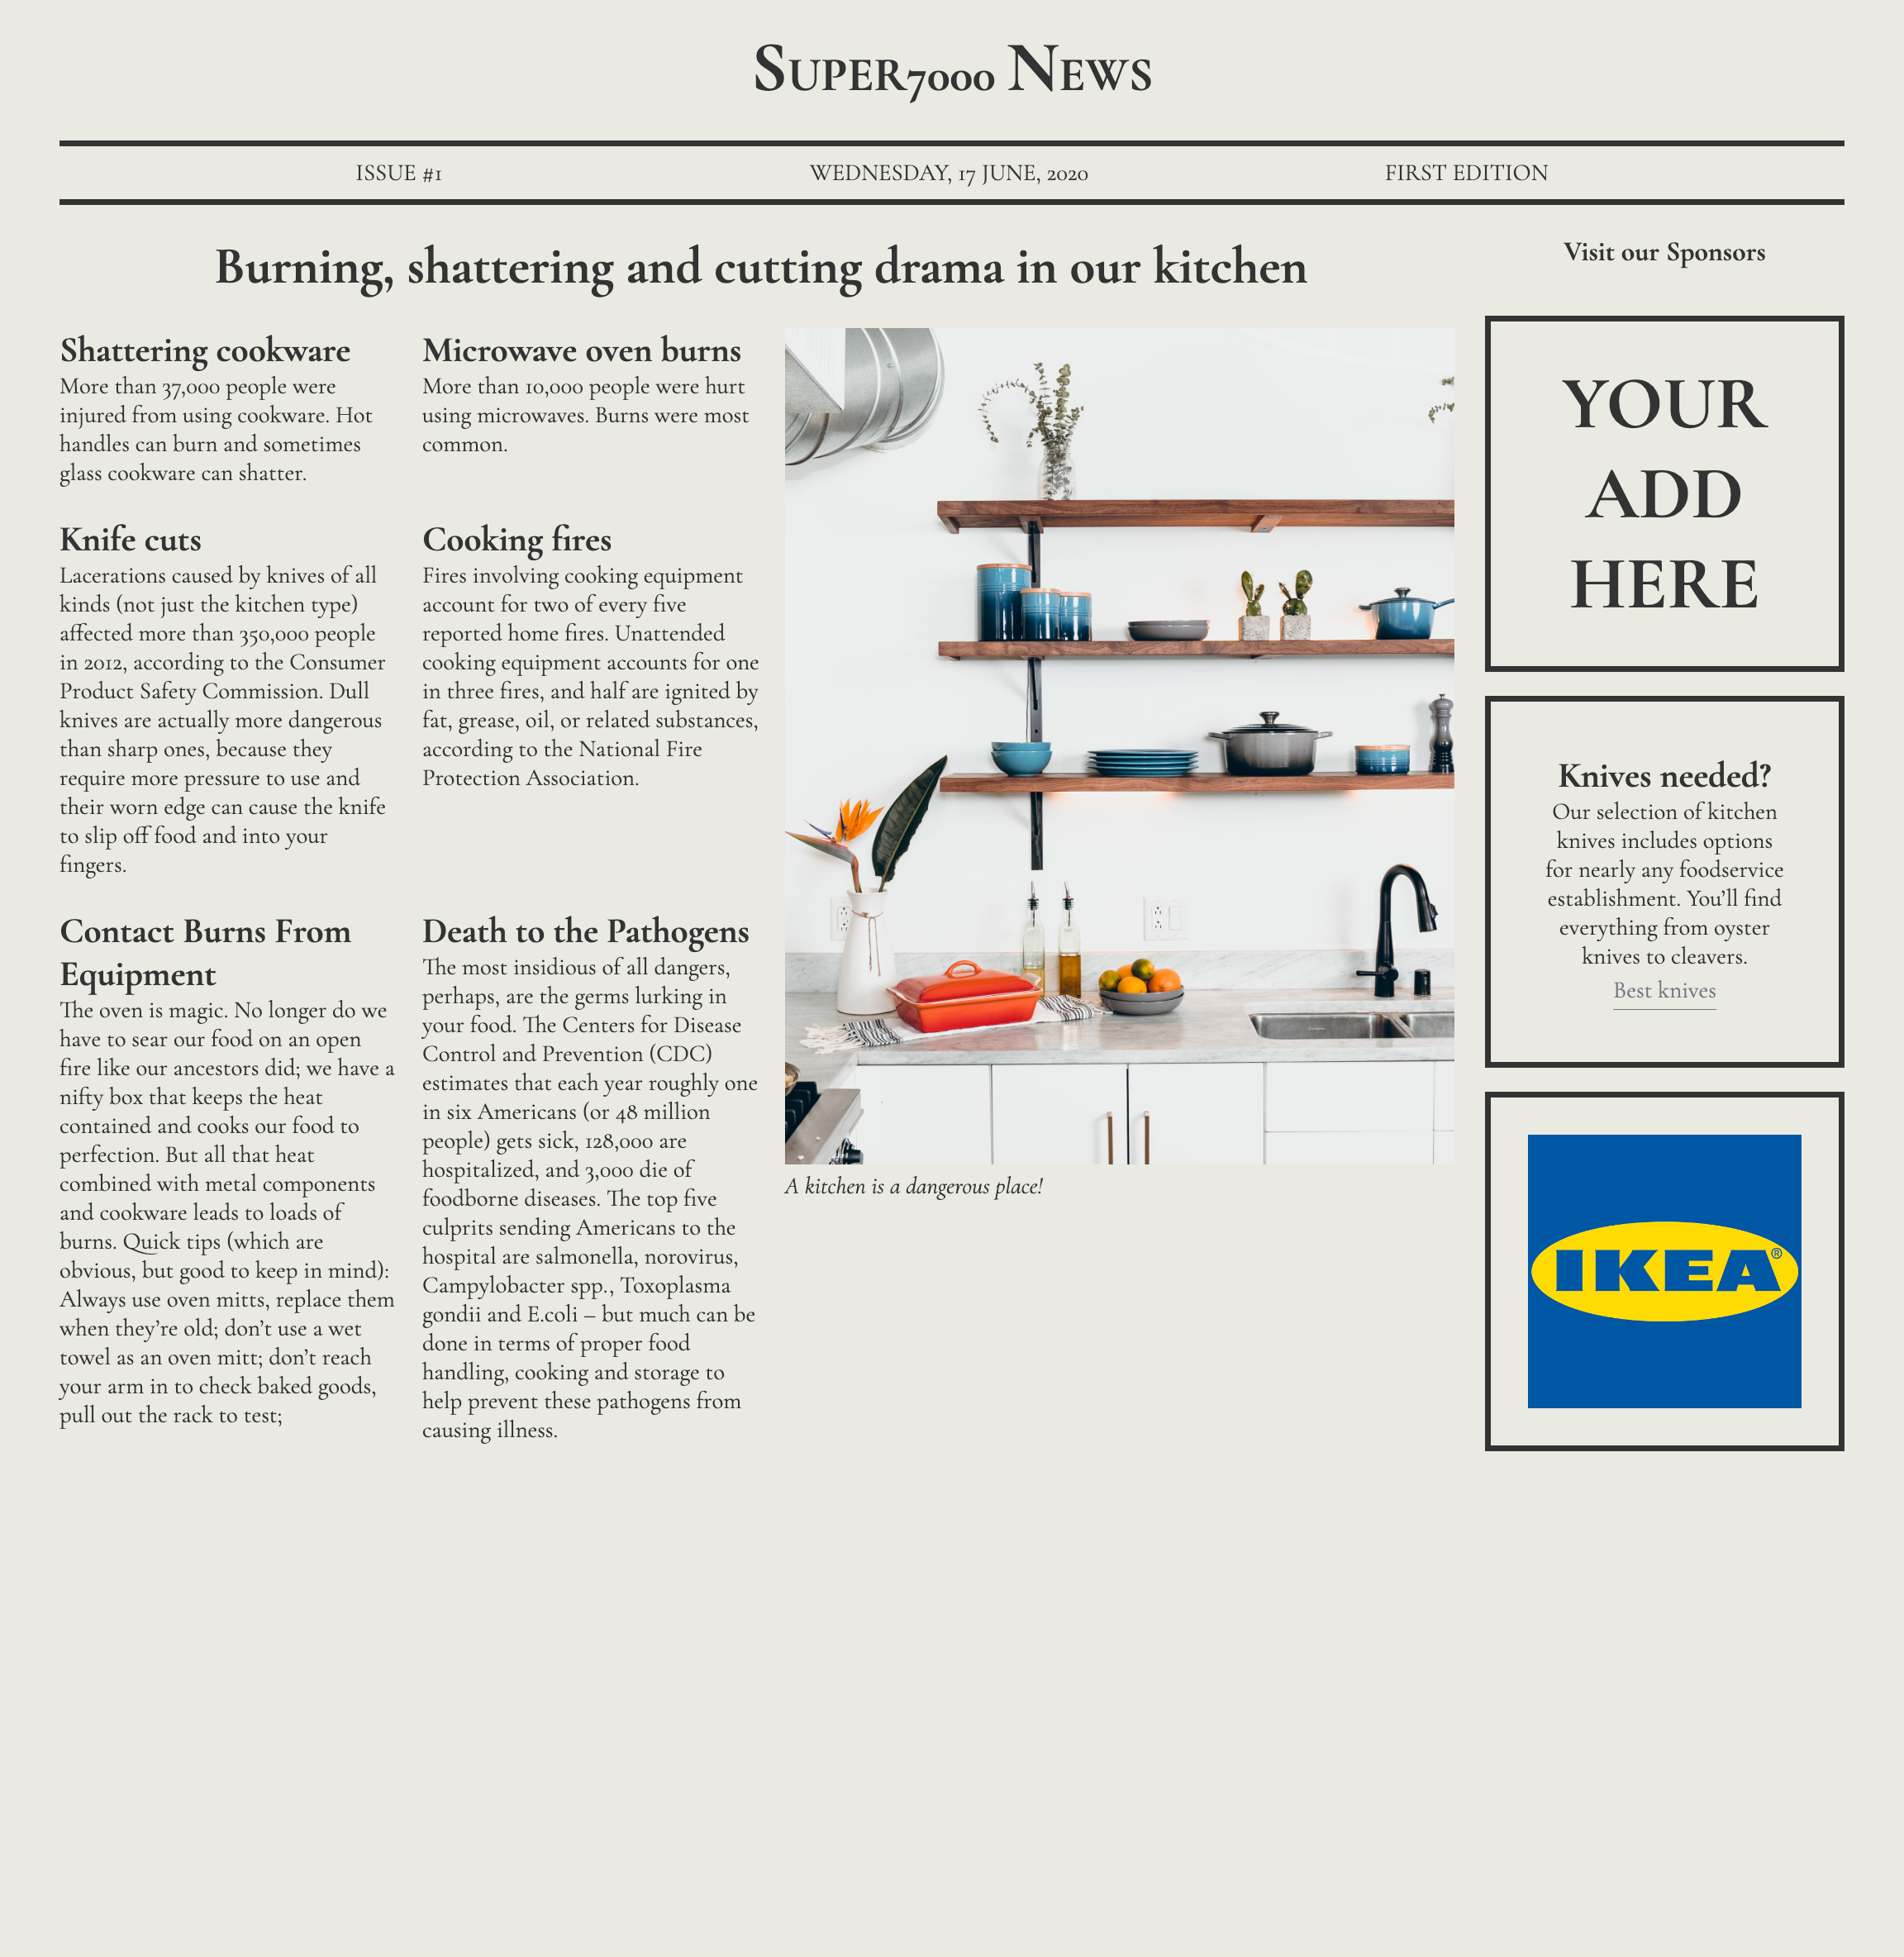 Super7000 News
ISSUE #1
WEDNESDAY, 17 JUNE, 2020
FIRST EDITION
Burning, shattering and cutting drama in our kitchen
Shattering cookware
More than 37,000 people were
injured from using cookware. Hot
handles can burn and sometimes
glass cookware can shatter.
Microwave oven burns
More than 10,000 people were hurt
using microwaves. Burns were most
common.
Knife cuts
Lacerations caused by knives of all
kinds (not just the kitchen type)
affected more than 350,000 people
in 2012, according to the Consumer
Product Safety Commission. Dull
knives are actually more dangerous
than sharp ones, because they
require more pressure to use and
their worn edge can cause the knife
to slip off food and into your
fingers.
Cooking fires
Fires involving cooking equipment
account for two of every five
reported home fires. Unattended
cooking equipment accounts for one
in three fires, and half are ignited by
fat, grease, oil, or related substances,
according to the National Fire
Protection Association.
Contact Burns From
Equipment
The oven is magic. No longer do we
have to sear our food on an open
fire like our ancestors did; we have a
nifty box that keeps the heat
contained and cooks our food to
perfection. But all that heat
combined with metal components
and cookware leads to loads of
burns. Quick tips (which are
obvious, but good to keep in mind):
Always use oven mitts, replace them
when they’re old; don’t use a wet
towel as an oven mitt; don’t reach
your arm in to check baked goods,
pull out the rack to test;
Death to the Pathogens
The most insidious of all dangers,
perhaps, are the germs lurking in
your food. The Centers for Disease
Control and Prevention (CDC)
estimates that each year roughly one
in six Americans (or 48 million
people) gets sick, 128,000 are
hospitalized, and 3,000 die of
foodborne diseases. The top five
culprits sending Americans to the
hospital are salmonella, norovirus,
Campylobacter spp., Toxoplasma
gondii and E.coli – but much can be
done in terms of proper food
handling, cooking and storage to
help prevent these pathogens from
causing illness.
A kitchen is a dangerous place!
Visit our Sponsors
YOUR
ADD
HERE
Knives needed?
Our selection of kitchen
knives includes options
for nearly any foodservice
establishment. You’ll find
everything from oyster
knives to cleavers.
Best knives
IKEA®